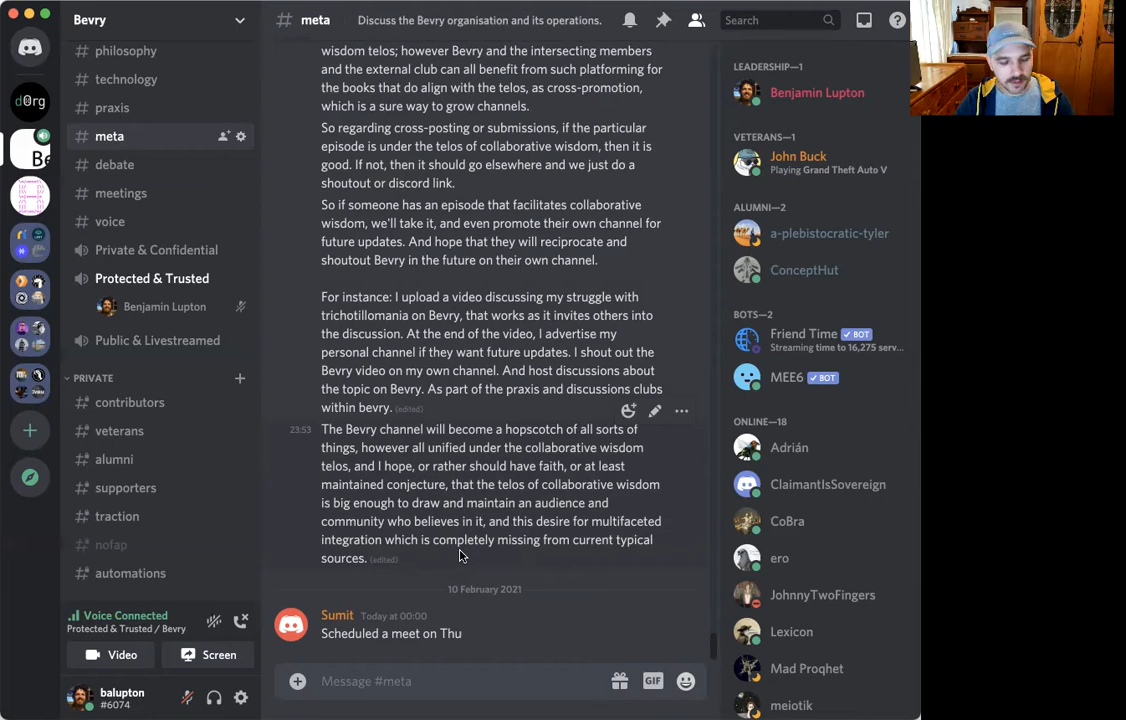 Bevry
# meta
Discuss the Bevry organisation and its operations.
Search
philosophy
technology
praxis
meta
debate
meetings
voice
Private & Confidential
Protected & Trusted
Benjamin Lupton
Public & Livestreamed
PRIVATE
contributors
veterans
alumni
supporters
traction
nofap
automations
Voice Connected
Protected & Trusted / Bevry
Video
Screen
balupton
#6074
dOrg
Be
wisdom telos; however Bevry and the intersecting members
and the external club can all benefit from such platforming for
the books that do align with the telos, as cross-promotion,
which is a sure way to grow channels.
So regarding cross-posting or submissions, if the particular
episode is under the telos of collaborative wisdom, then it is
good. If not, then it should go elsewhere and we just do a
shoutout or discord link.
So if someone has an episode that facilitates collaborative
wisdom, we'll take it, and even promote their own channel for
future updates. And hope that they will reciprocate and
shoutout Bevry in the future on their own channel.
For instance: I upload a video discussing my struggle with
trichotillomania on Bevry, that works as it invites others into
the discussion. At the end of the video, I advertise my
personal channel if they want future updates. I shout out the
Bevry video on my own channel. And host discussions about
the topic on Bevry. As part of the praxis and discussions clubs
within bevry. (edited)
23:53
The Bevry channel will become a hopscotch of all sorts of
things, however all unified under the collaborative wisdom
telos, and I hope, or rather should have faith, or at least
maintained conjecture, that the telos of collaborative wisdom
is big enough to draw and maintain an audience and
community who believes in it, and this desire for multifaceted
integration which is completely missing from current typical
sources. (edited)
10 February 2021
Sumit Today at 00:00
Scheduled a meet on Thu
Message #meta
GIF
LEADERSHIP—1
Benjamin Lupton
VETERANS—1
John Buck
Playing Grand Theft Auto V
ALUMNI—2
a-plebistocratic-tyler
ConceptHut
BOTS—2
Friend Time BOT
Streaming time to 16,275 serv...
MEE6 BOT
ONLINE—18
Adrián
ClaimantIsSovereign
CoBra
ero
JohnnyTwoFingers
Lexicon
Mad Proqhet
meiotik